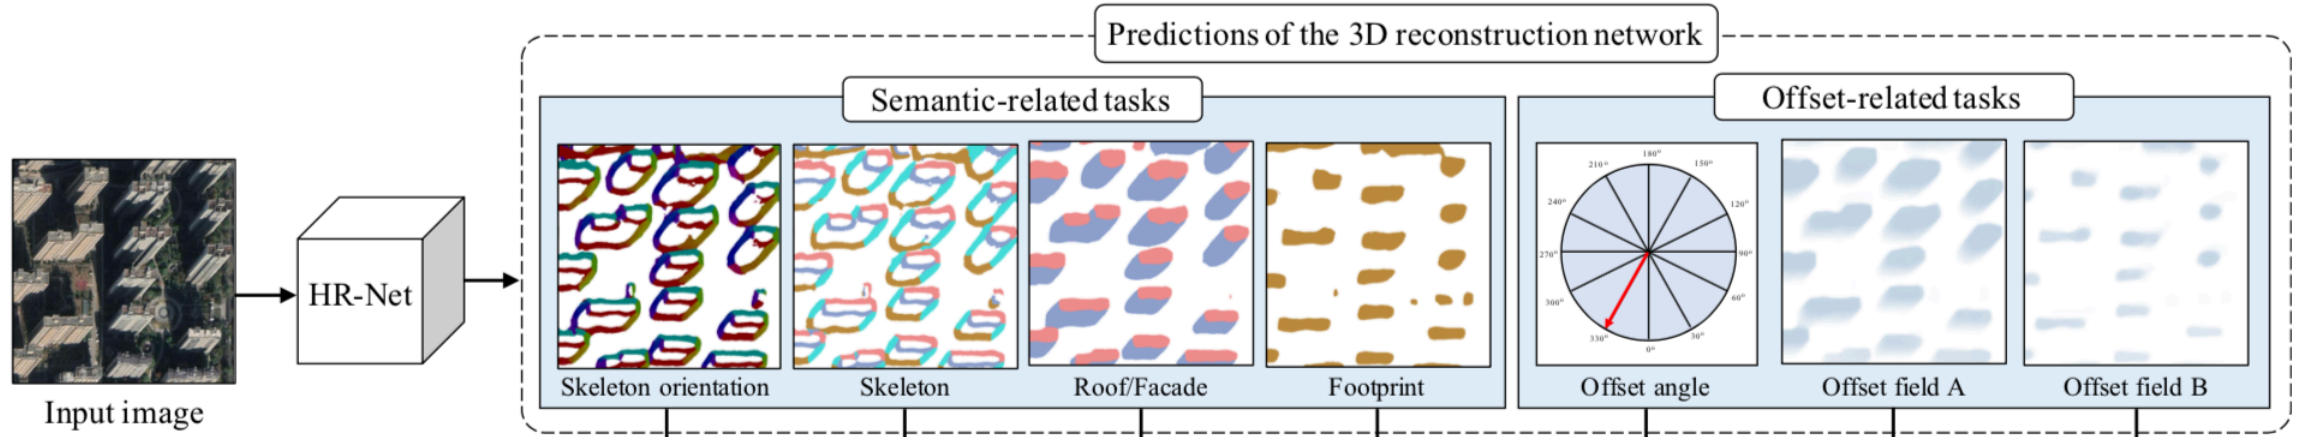 Predictions of the 3D reconstruction network
Semantic-related tasks
Offset-related tasks
HR-Net
Input image
Skeleton orientation
Skeleton
Roof/Facade
Footprint
180°
210°
150°
240°
120°
270°
90°
300°
60°
330°
30°
0°
Offset angle
Offset field A
Offset field B